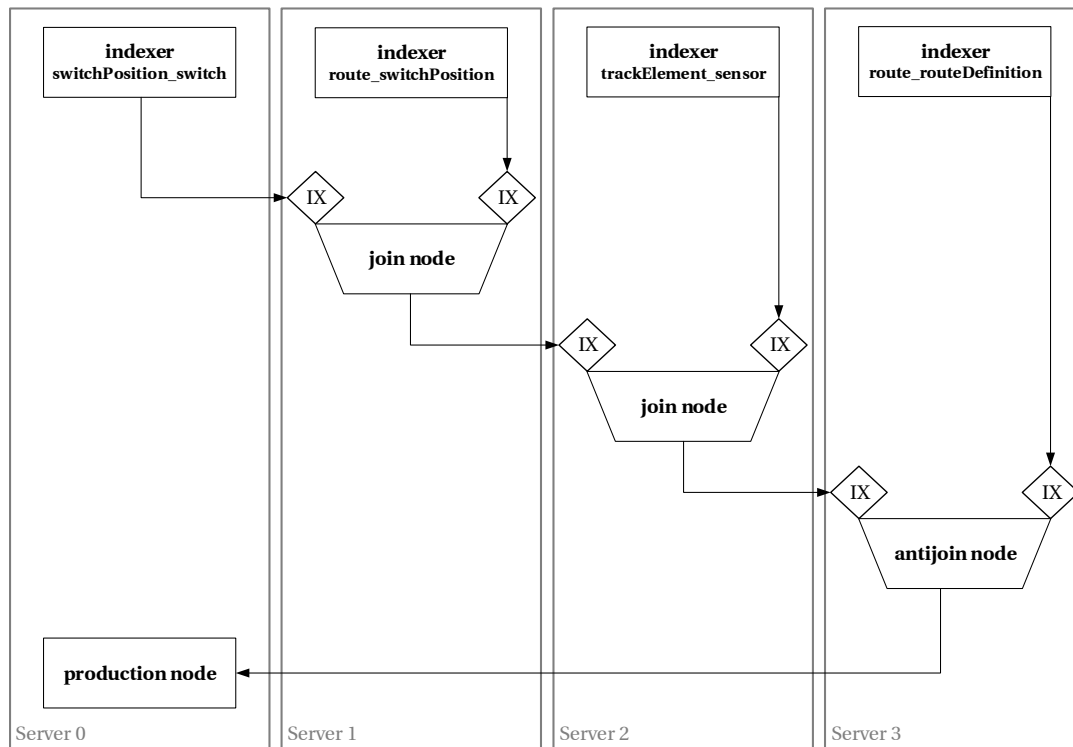 indexer
switchPosition_switch
indexer
route_switchPosition
indexer
trackElement_sensor
indexer
route_routeDefinition
IX
IX
join node
IX
IX
join node
IX
IX
antijoin node
production node
Server 0
Server 1
Server 2
Server 3